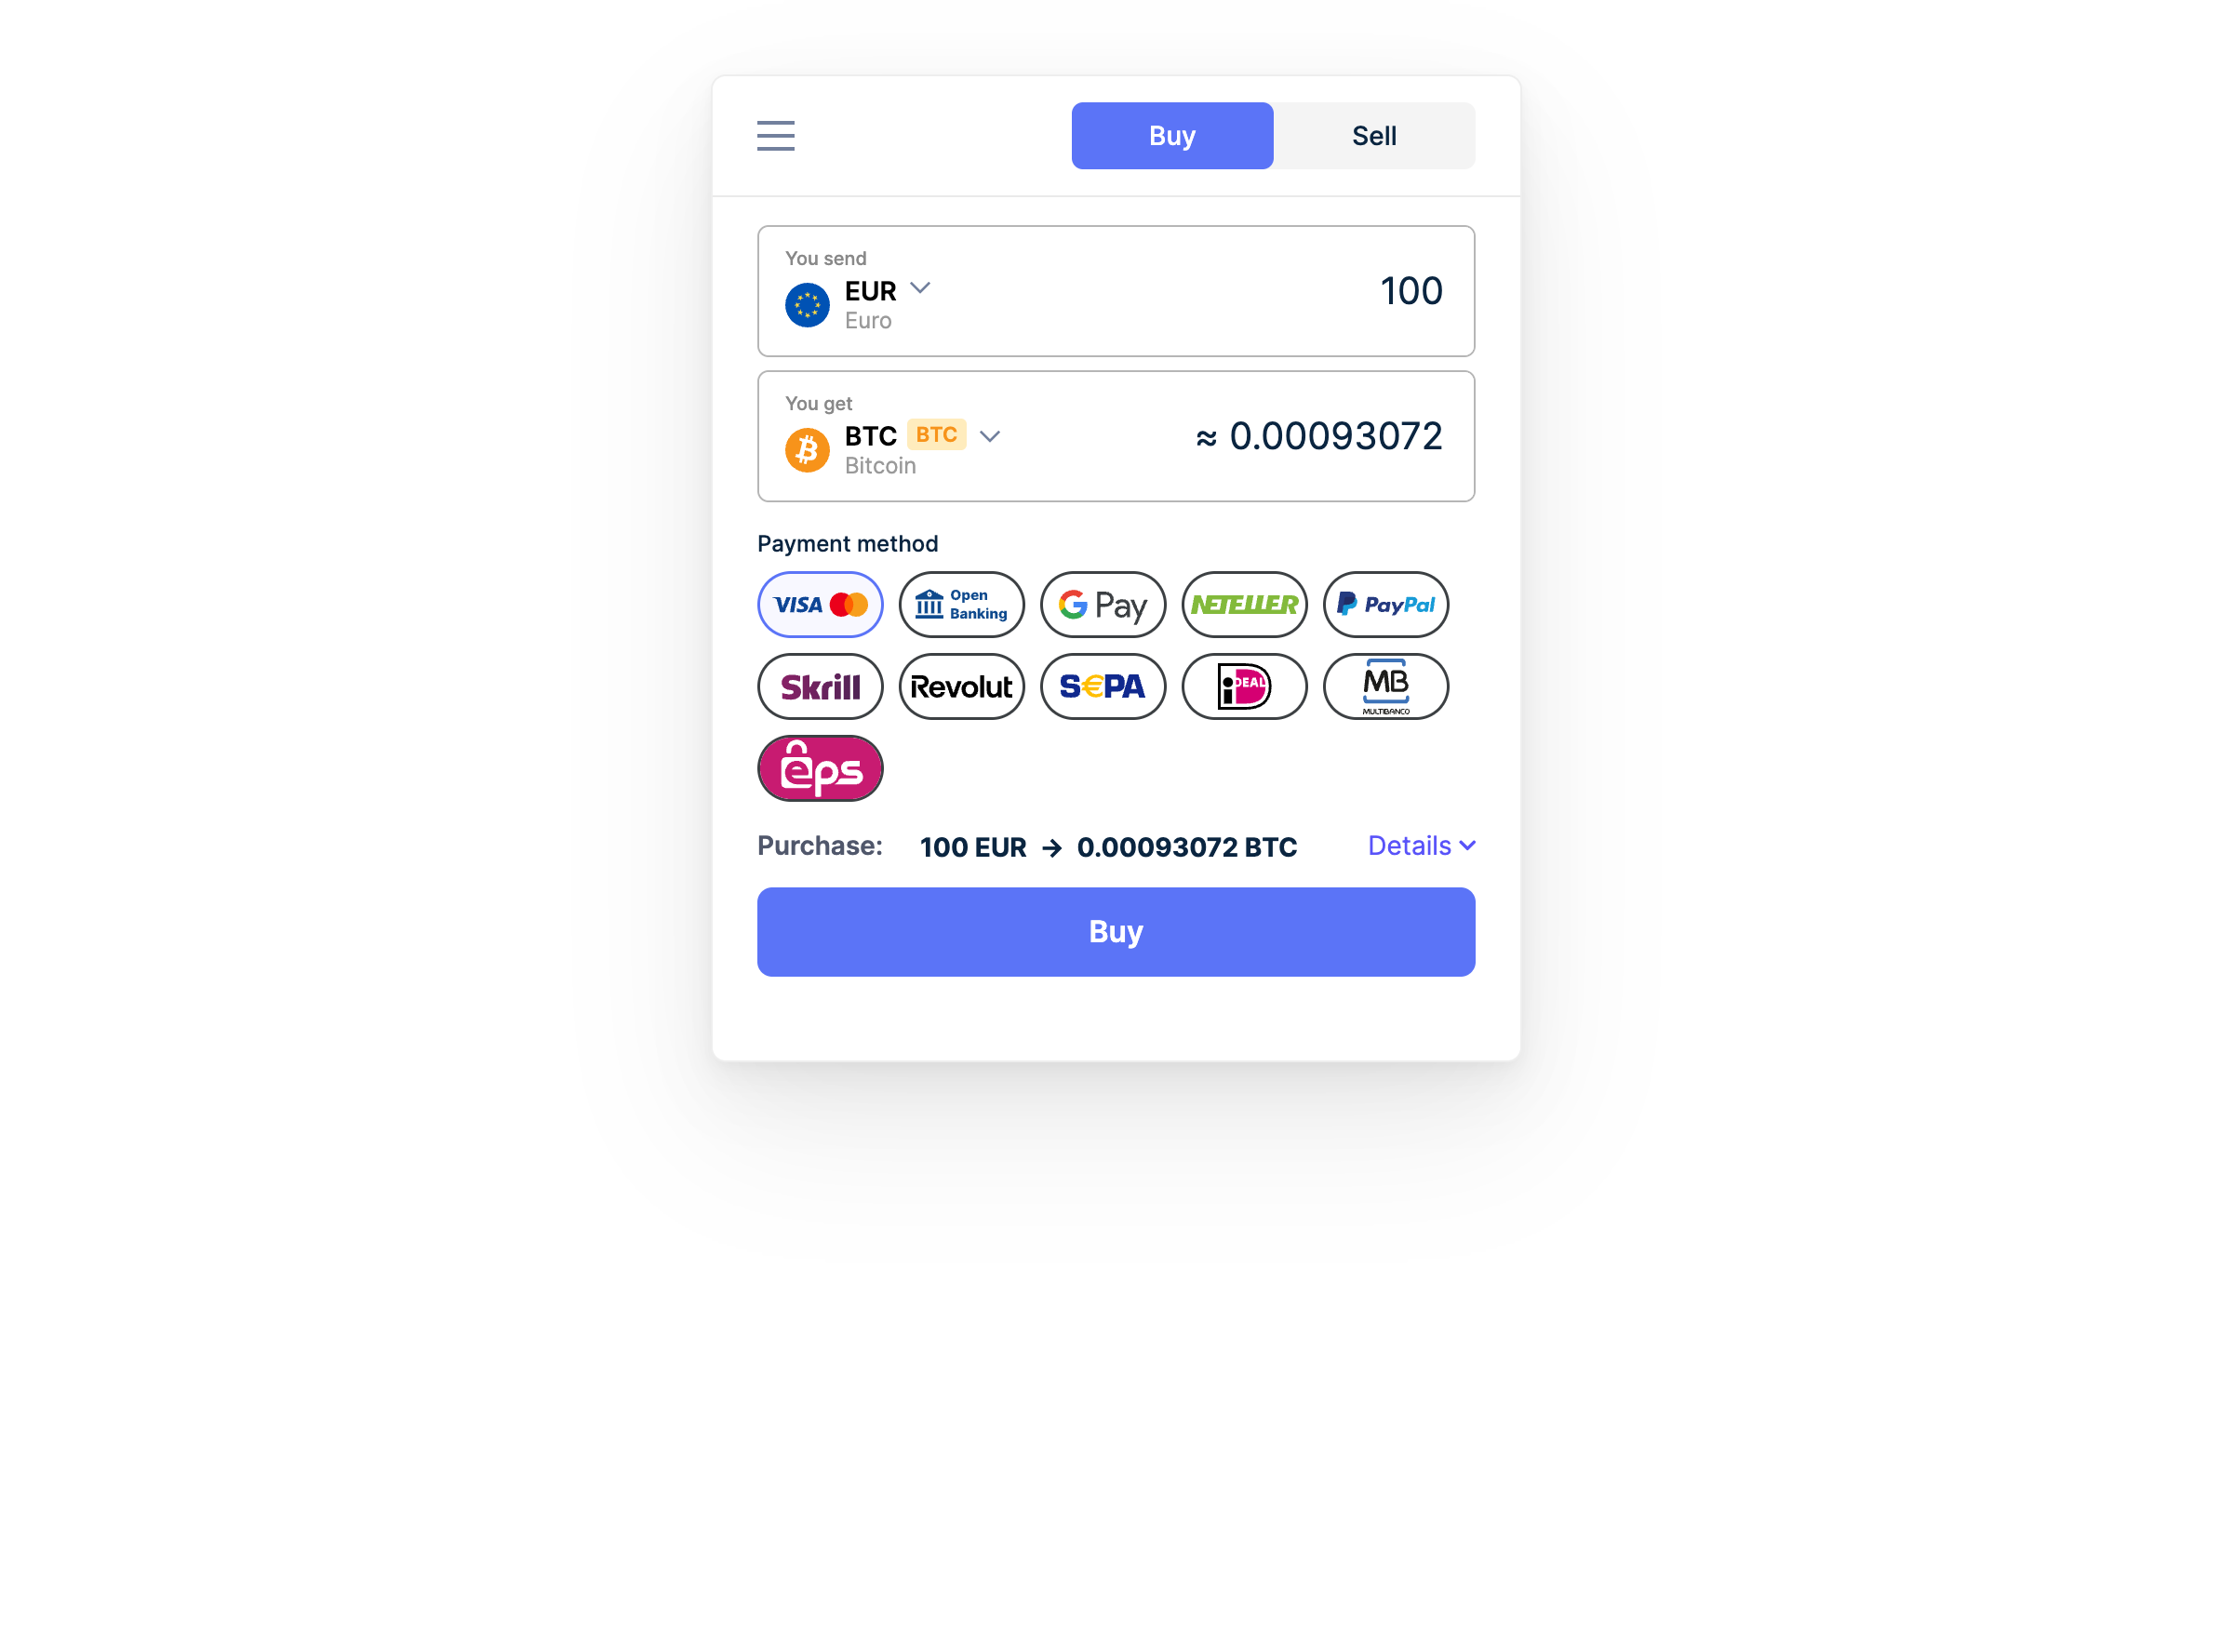 Buy Sell
You send
EUR
Euro
100
You get
BTC BTC
Bitcoin
≈ 0.00093072
Payment method
VISA
Open
Banking
G Pay
NETELLER
PayPal
Skrill
Revolut
S€PA
iDEAL
MB
MULTIBANCO
eps
Purchase: 100 EUR → 0.00093072 BTC Details
Buy